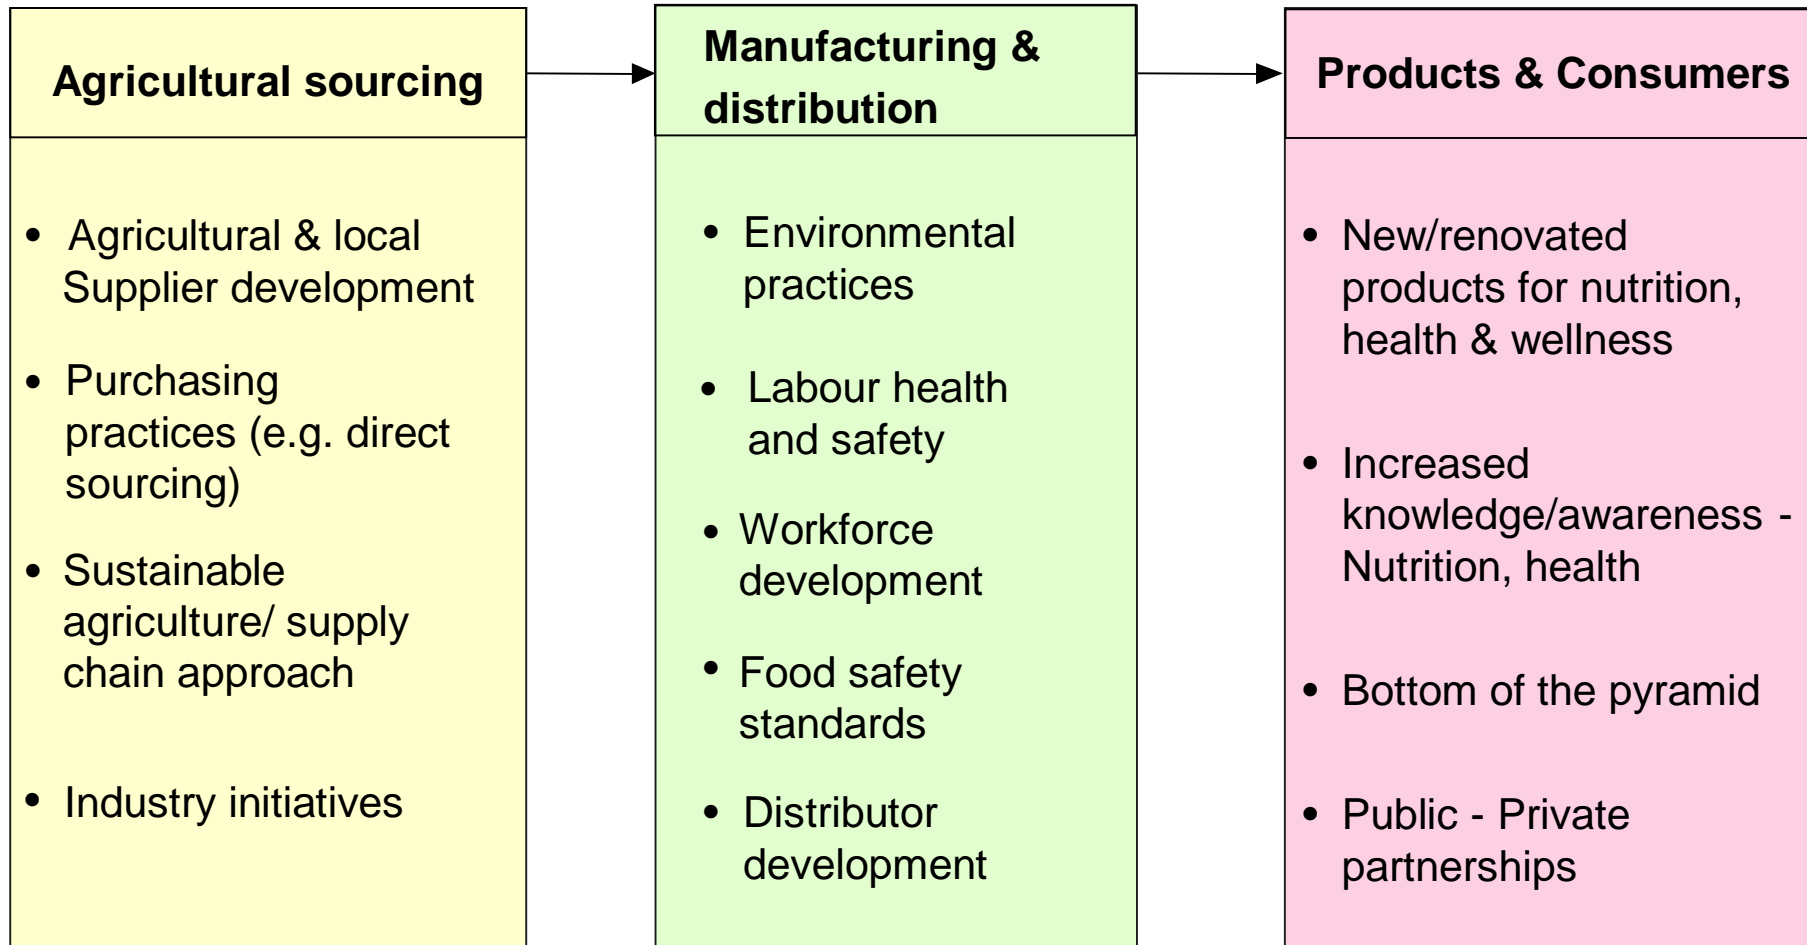 Agricultural sourcing
• Agricultural & local
Supplier development
• Purchasing
practices (e.g. direct
sourcing)
• Sustainable
agriculture/ supply
chain approach
• Industry initiatives
Manufacturing &
distribution
• Environmental
practices
• Labour health
and safety
• Workforce
development
• Food safety
standards
• Distributor
development
Products & Consumers
• New/renovated
products for nutrition,
health & wellness
• Increased
knowledge/awareness -
Nutrition, health
• Bottom of the pyramid
• Public - Private
partnerships